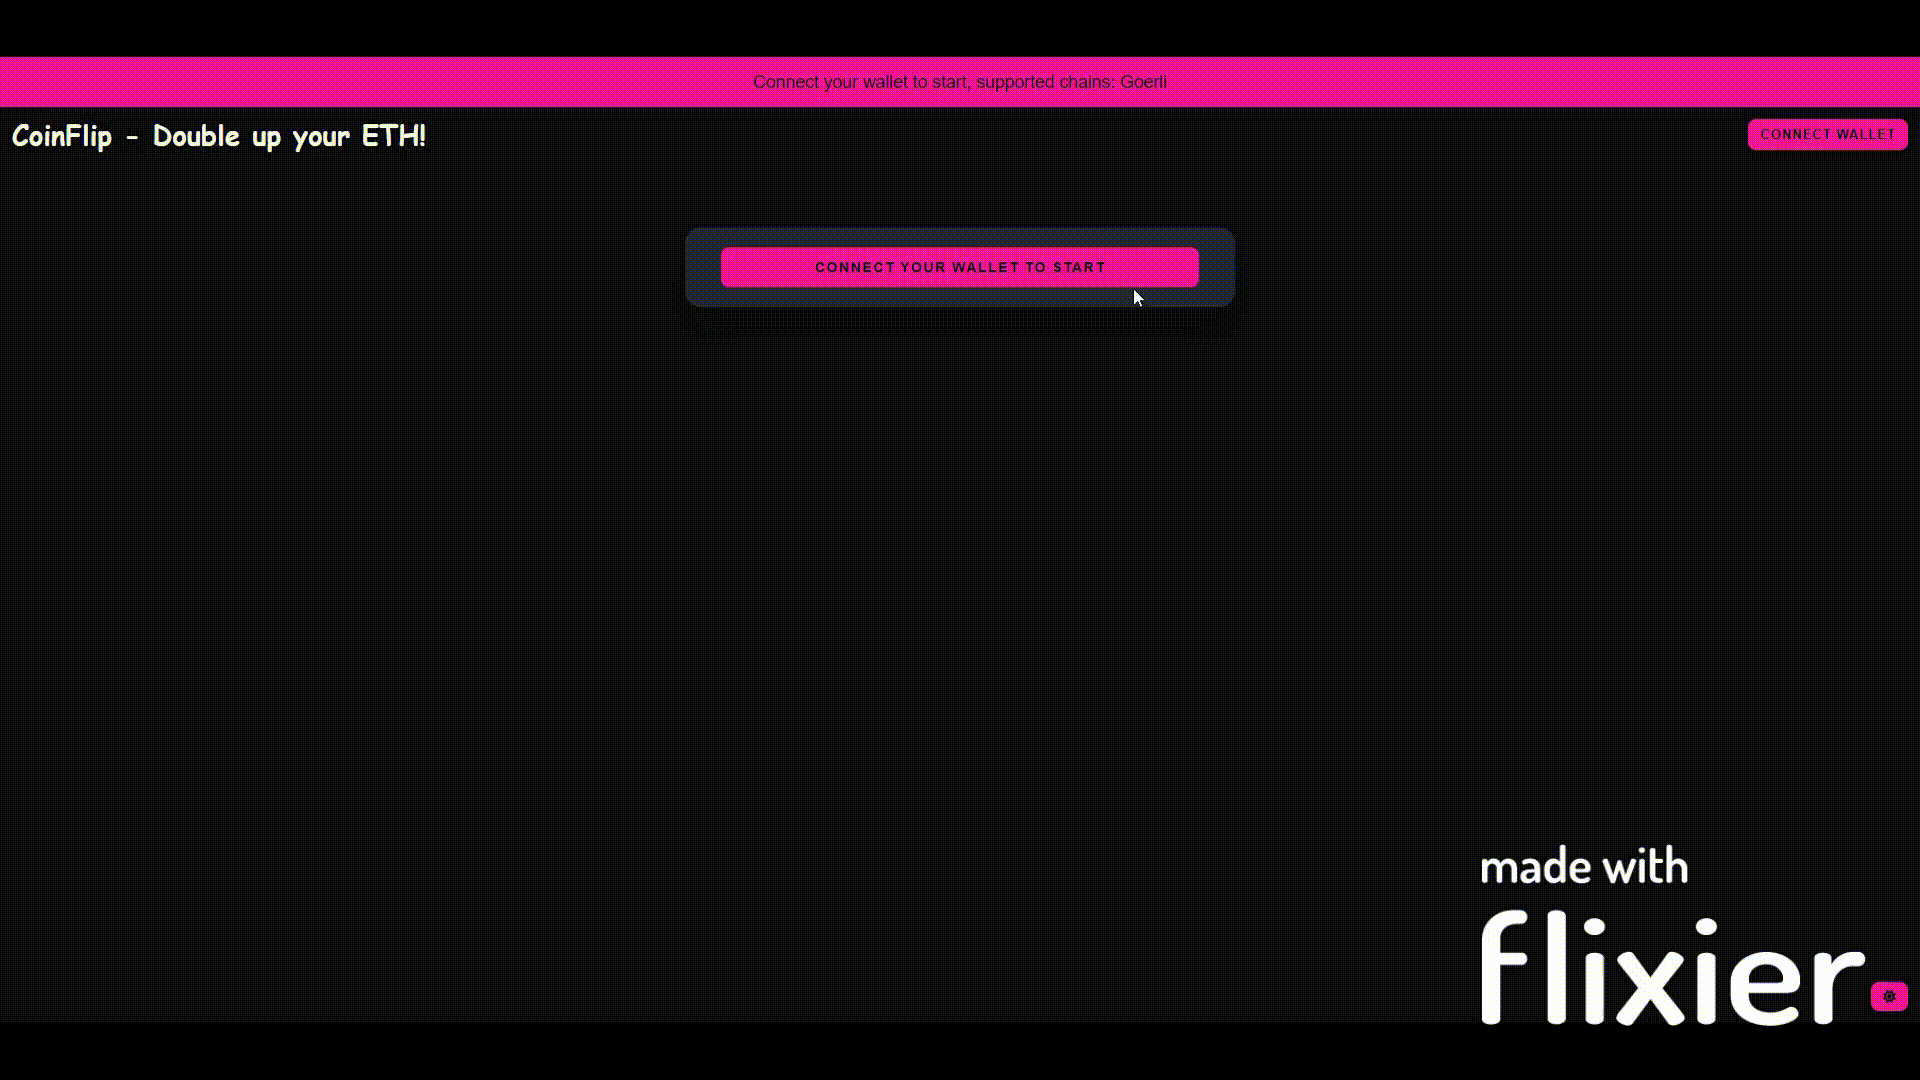 Connect your wallet to start, supported chains: Goerli
CoinFlip - Double up your ETH!
CONNECT WALLET
CONNECT YOUR WALLET TO START
made with
flixier